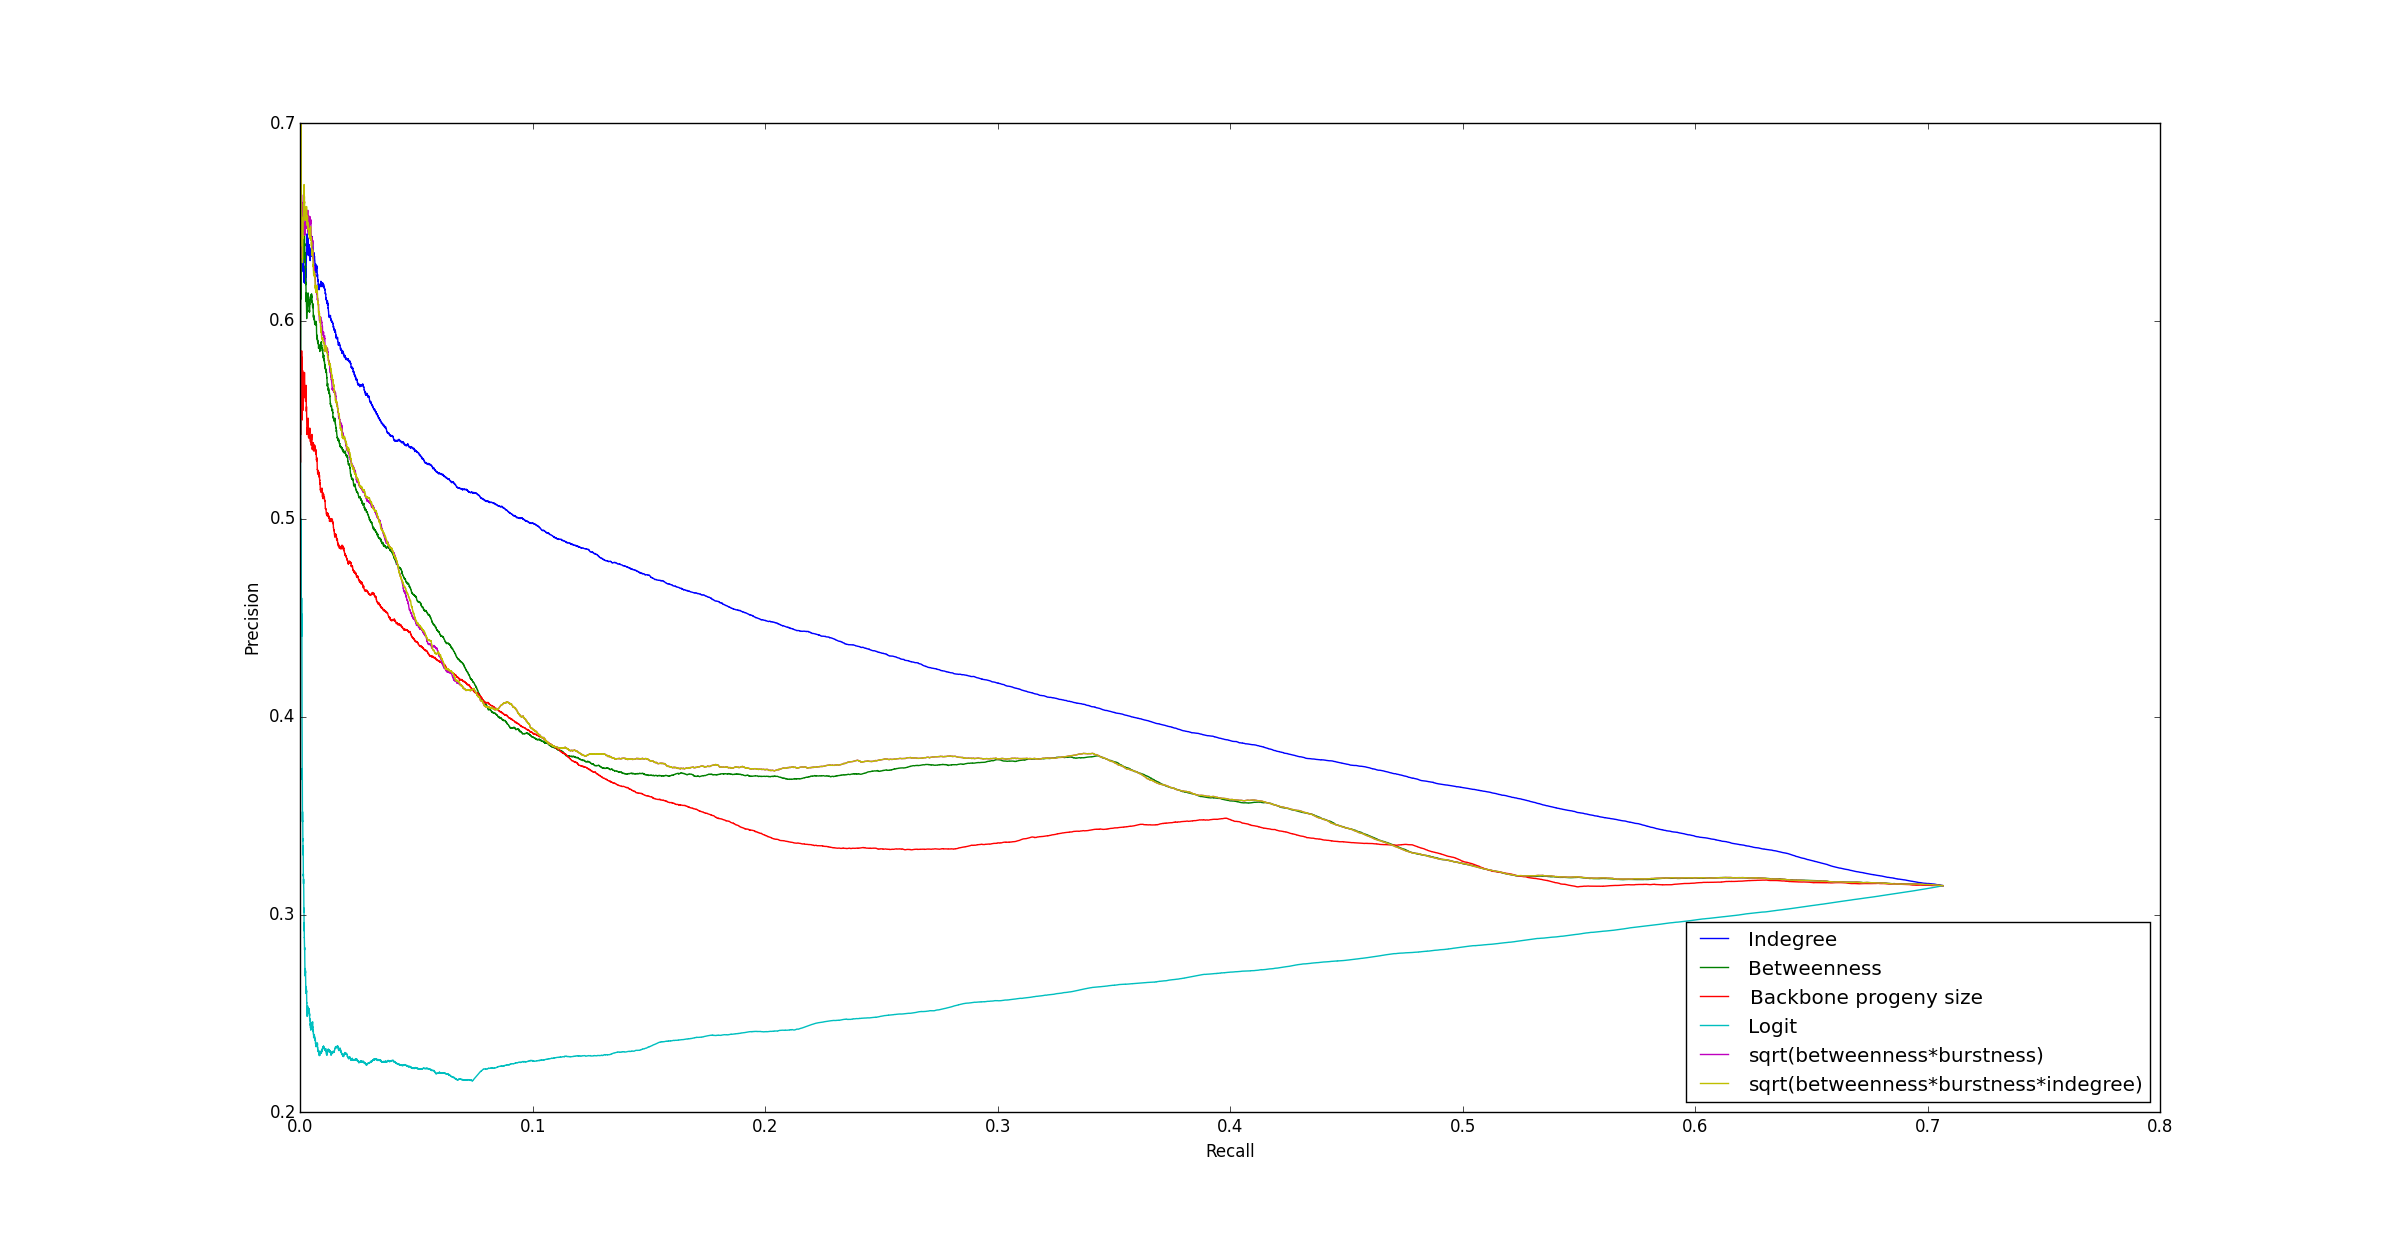 0.7
0.6
0.5
0.4
0.3
0.2
Precision
0.0 0.1 0.2 0.3 0.4 0.5 0.6 0.7 0.8
Recall
Indegree
Betweenness
Backbone progeny size
Logit
sqrt(betweenness*burstness)
sqrt(betweenness*burstness*indegree)